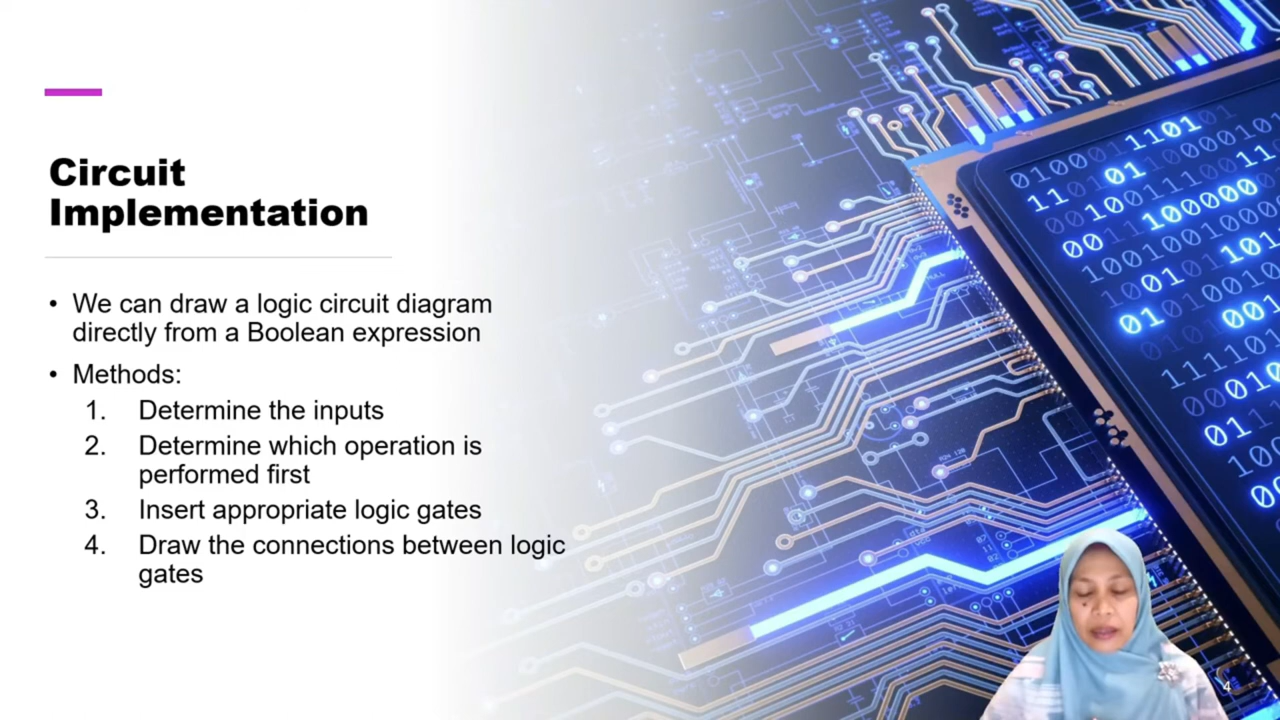 Circuit
Implementation
• We can draw a logic circuit diagram
directly from a Boolean expression
• Methods:
1. Determine the inputs
2. Determine which operation is
performed first
3. Insert appropriate logic gates
4. Draw the connections between logic
gates
4